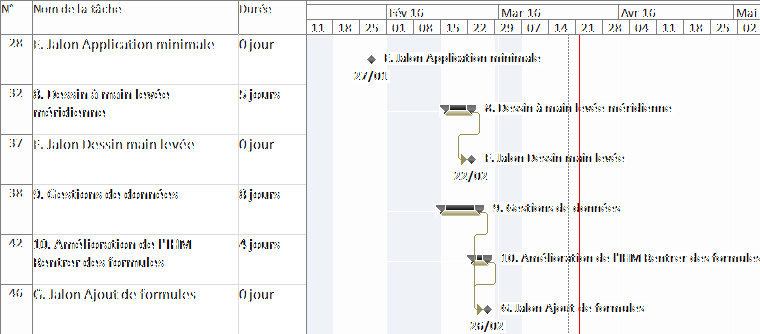 N° Nom de la tâche Durée
Fév 16 Mar 16 Avr 16 Mai
11 18 25 01 08 15 22 29 07 14 21 28 04 11 18 25 02
28 E. Jalon Application minimale 0 jour
E. Jalon Application minimale
27/01
32 8. Dessin à main levée
méridienne 5 jours
8. Dessin à main levée méridienne
37 F. Jalon Dessin main levée 0 jour
F. Jalon Dessin main levée
22/02
38 9. Gestions de données 8 jours
9. Gestions de données
42 10. Amélioration de l'IHM
Rentrer des formules 4 jours
10. Amélioration de l'IHM Rentrer des formules
46 G. Jalon Ajout de formules 0 jour
G. Jalon Ajout de formules
26/02